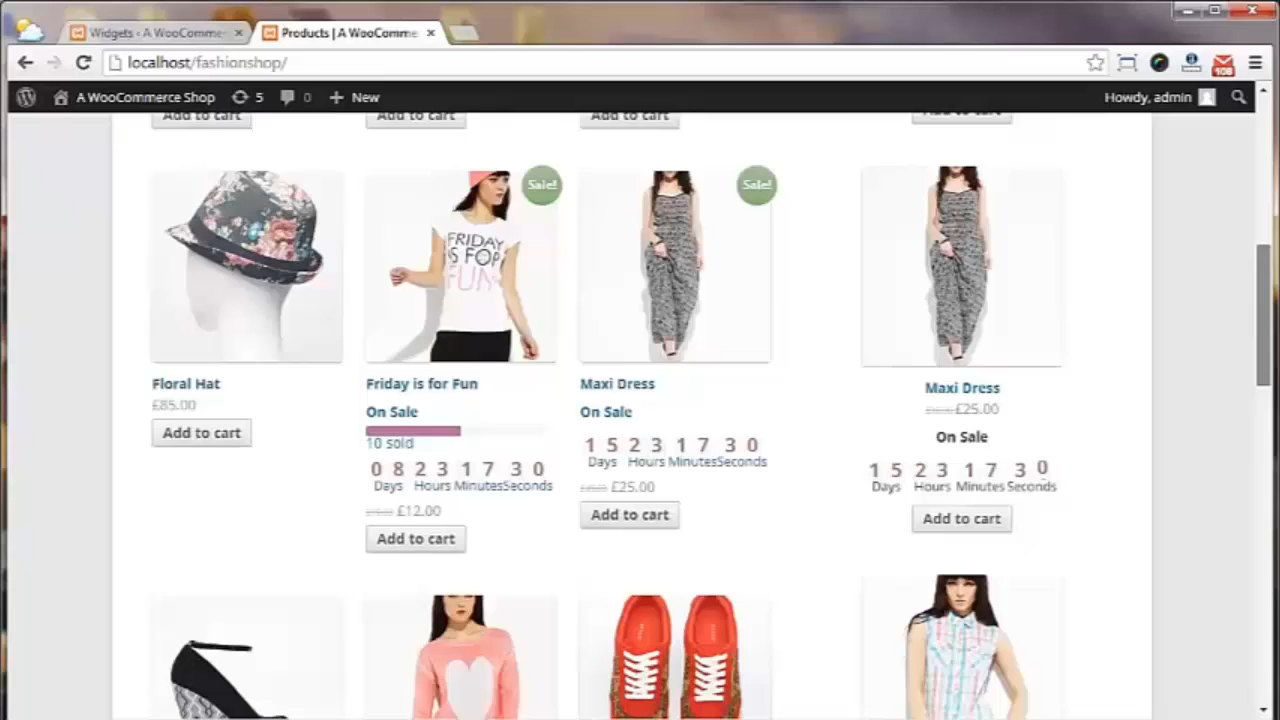 Widgets ‹ A WooComme
Products | A WooComme
localhost/fashionshop/
108
A WooCommerce Shop
5
0
New
Howdy, admin
Add to cart
Add to cart
Add to cart
Add to cart
Sale!
Sale!
FRIDAY
IS FOR
FUN
Floral Hat
£85.00
Add to cart
Friday is for Fun
On Sale
10 sold
0 8 2 3 1 7 3 0
Days Hours Minutes Seconds
£12.00
Add to cart
Maxi Dress
On Sale
1 5 2 3 1 7 3 0
Days Hours Minutes Seconds
£25.00
Add to cart
Maxi Dress
£25.00
On Sale
1 5 2 3 1 7 3 0
Days Hours Minutes Seconds
Add to cart